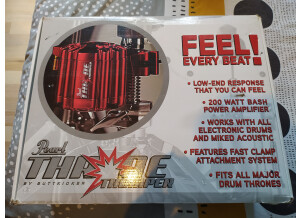 FEEL!
EVERY BEAT!
• LOW-END RESPONSE
THAT YOU CAN FEEL
• 200 WATT BASH
POWER AMPLIFIER
• WORKS WITH ALL
ELECTRONIC DRUMS
AND MIKED ACOUSTIC
• FEATURES FAST CLAMP
ATTACHMENT SYSTEM
• FITS ALL MAJOR
DRUM THRONES
Pearl
THRONE
THUMPER
BY BUTTKICKER